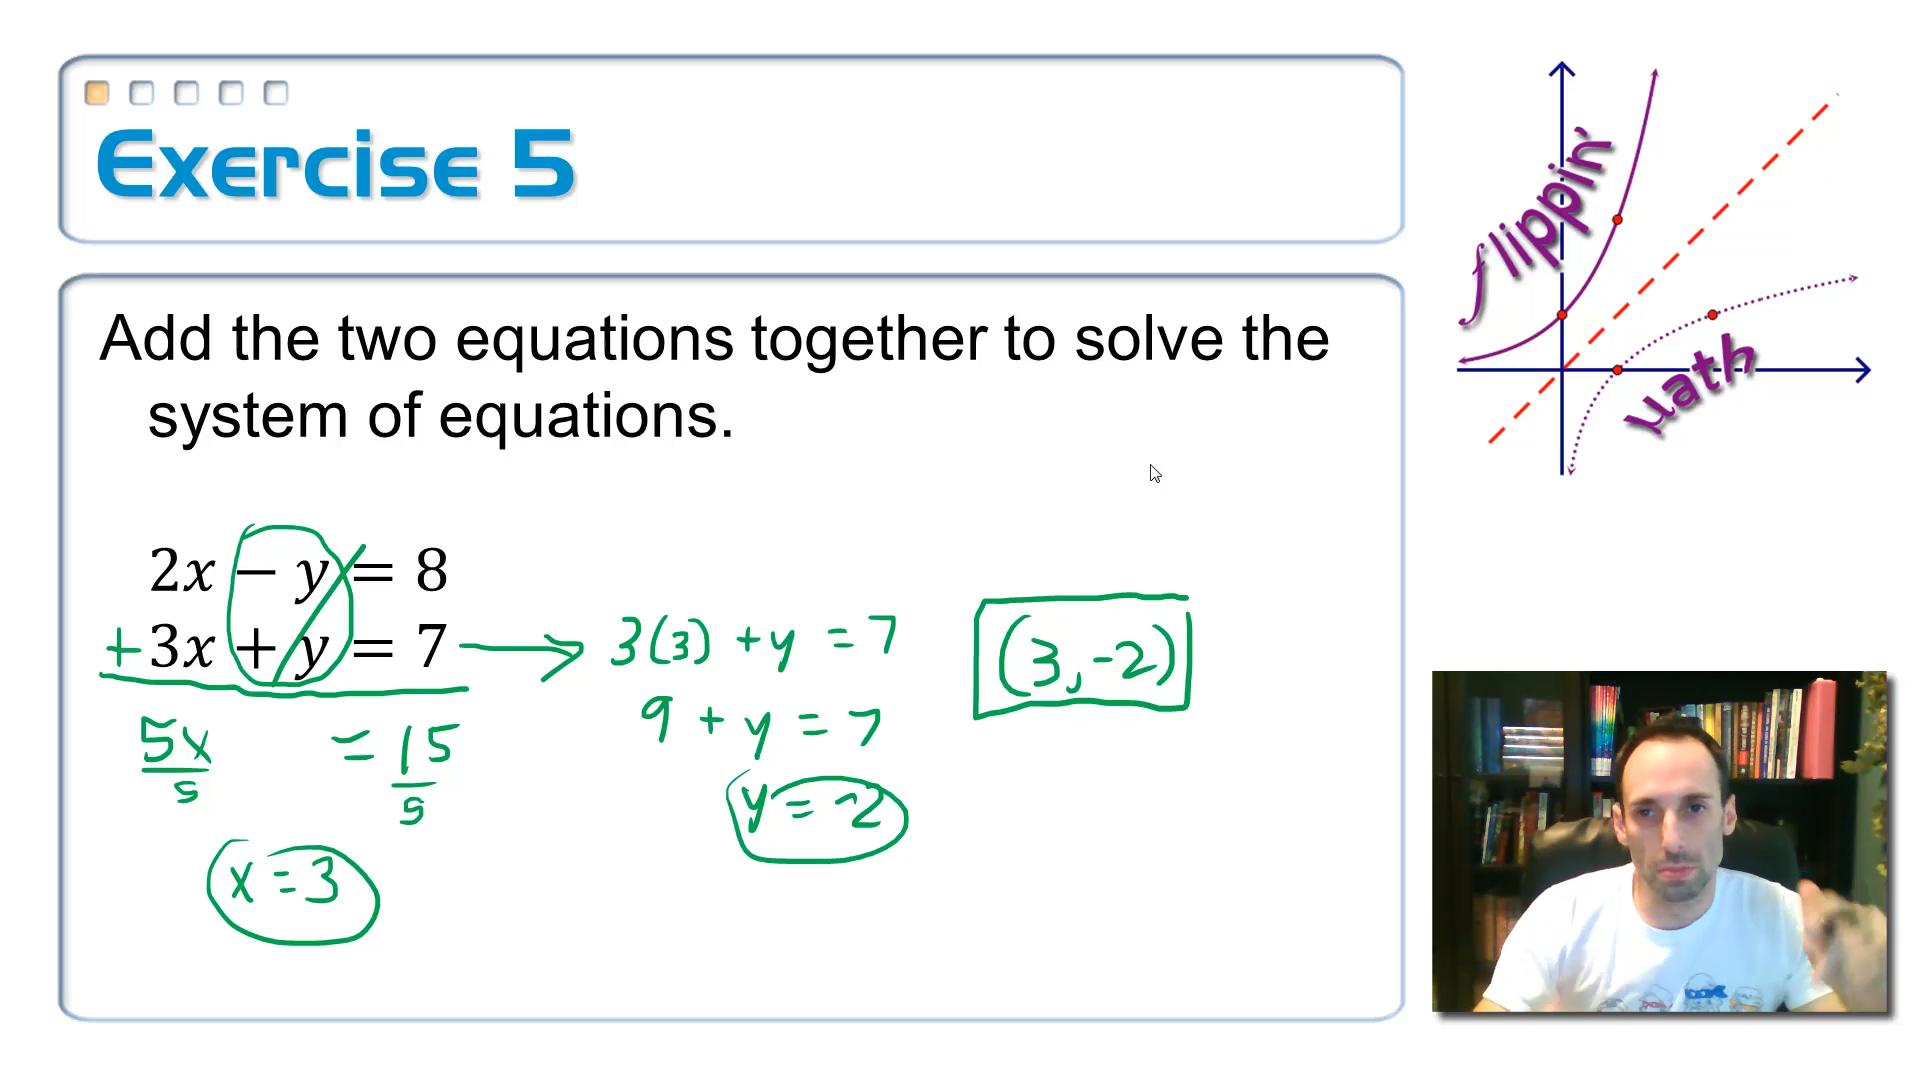 Exercise 5
Add the two equations together to solve the
system of equations.
2x − y = 8
+ 3x + y = 7
5x = 15
5 5
x = 3
3(3) + y = 7
9 + y = 7
y = -2
(3, -2)
flippin'
math